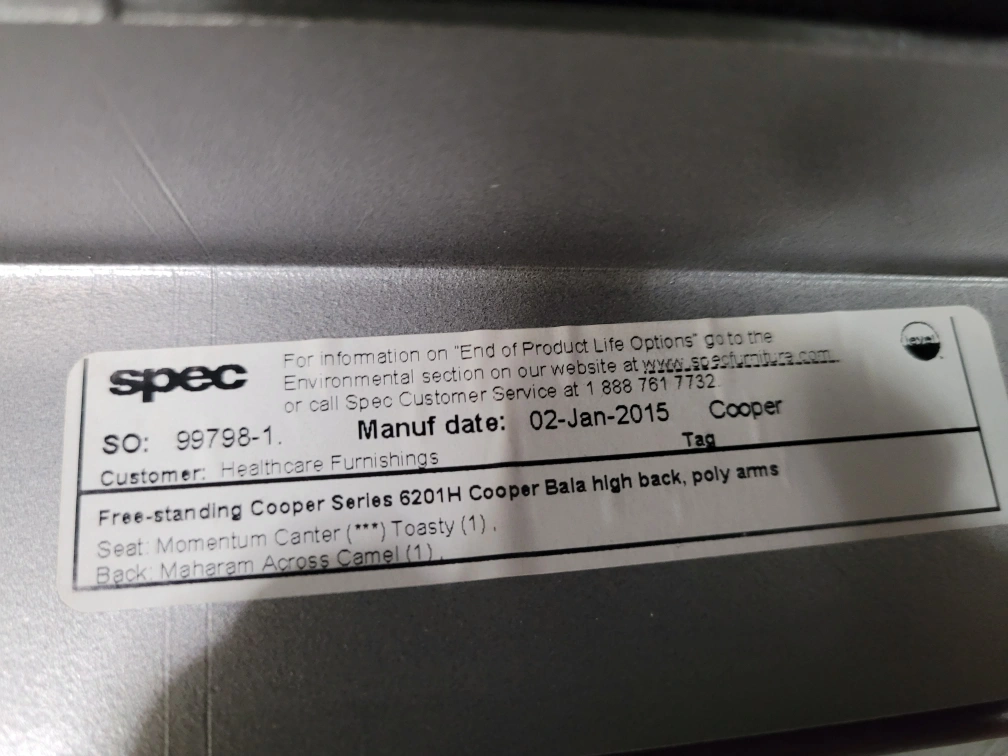 spec
For information on "End of Product Life Options" go to the
Environmental section on our website at www.specfurniture.com.
or call Spec Customer Service at 1 888 761 7732.
level
SO: 99798-1. Manuf date: 02-Jan-2015 Cooper
Customer: Healthcare Furnishings Tag
Free-standing Cooper Series 6201H Cooper Bala high back, poly arms
Seat: Momentum Canter (***) Toasty (1) ,
Back: Maharam Across Camel (1) ,